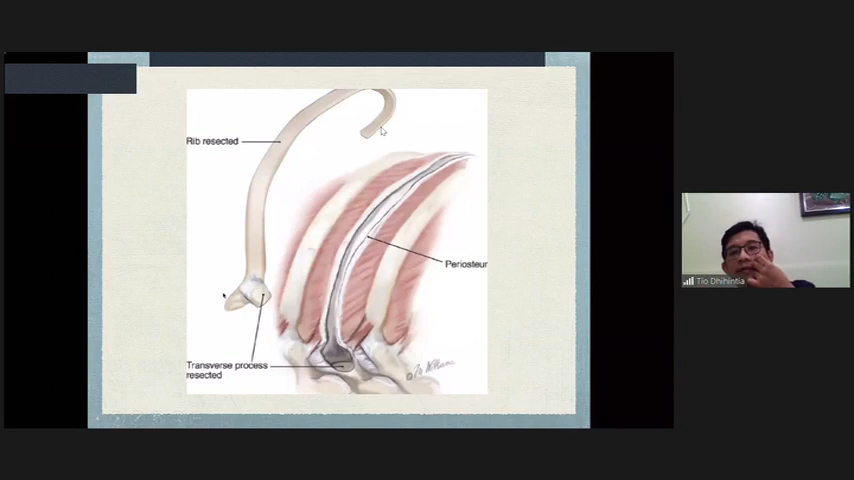 Rib resected
Periosteur
Transverse process
resected
Tio Dhihintia